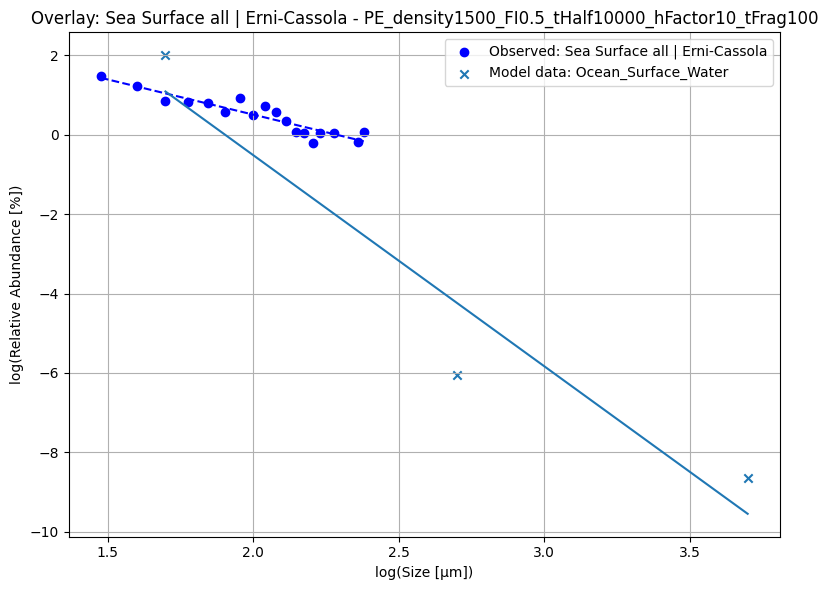 Overlay: Sea Surface all | Erni-Cassola - PE_density1500_FI0.5_tHalf10000_hFactor10_tFrag100
Observed: Sea Surface all | Erni-Cassola
Model data: Ocean_Surface_Water
log(Relative Abundance [%])
2
0
−2
−4
−6
−8
−10
1.5
2.0
2.5
3.0
3.5
log(Size [μm])